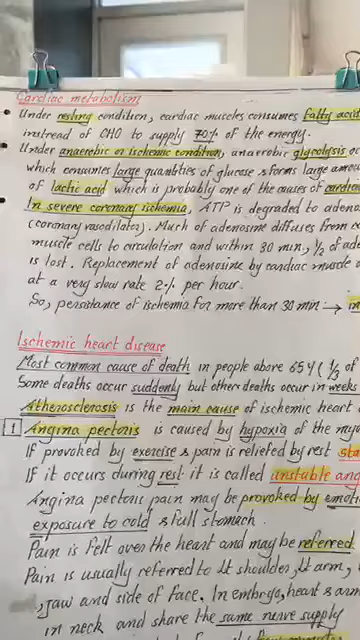 Cardiac metabolism
Under resting condition, cardiac muscles consumes fatty acid
instread of CHO to supply 70% of the energy.
Under anaerobic or ischemic condition, anaerobic glycolysis oc
which consumes large quantities of glucose & forms large amou
of lactic acid which is probably one of the causes of cardiac
In severe coronary ischemia, ATP is degraded to adeno
(coronary vasodilator). Much of adenosine diffuses from ca
muscle cells to circulation and within 30 min, 1/2 of ade
is lost. Replacement of adenosine by cardiac muscle
at a very slow rate 2% per hour.
So, persistance of ischemia for more than 30 min → in
Ischemic heart disease
Most common cause of death in people above 65 Y ( 1/3 of
Some deaths occur suddenly but other deaths occur in weeks
Atherosclerosis is the main cause of ischemic heart
1 Angina pectoris is caused by hypoxia of the my
If provoked by exercise & pain is reliefed by rest sta
If it occurs during rest it is called unstable ang
Angina pectoris pain may be provoked by emotio
exposure to cold & full stomach.
Pain is felt over the heart and may be referred
Pain is usually referred to Lt shoulder, Lt arm,
, jaw and side of face. In embryo, heart & arm
in neck and share the same nerve supply